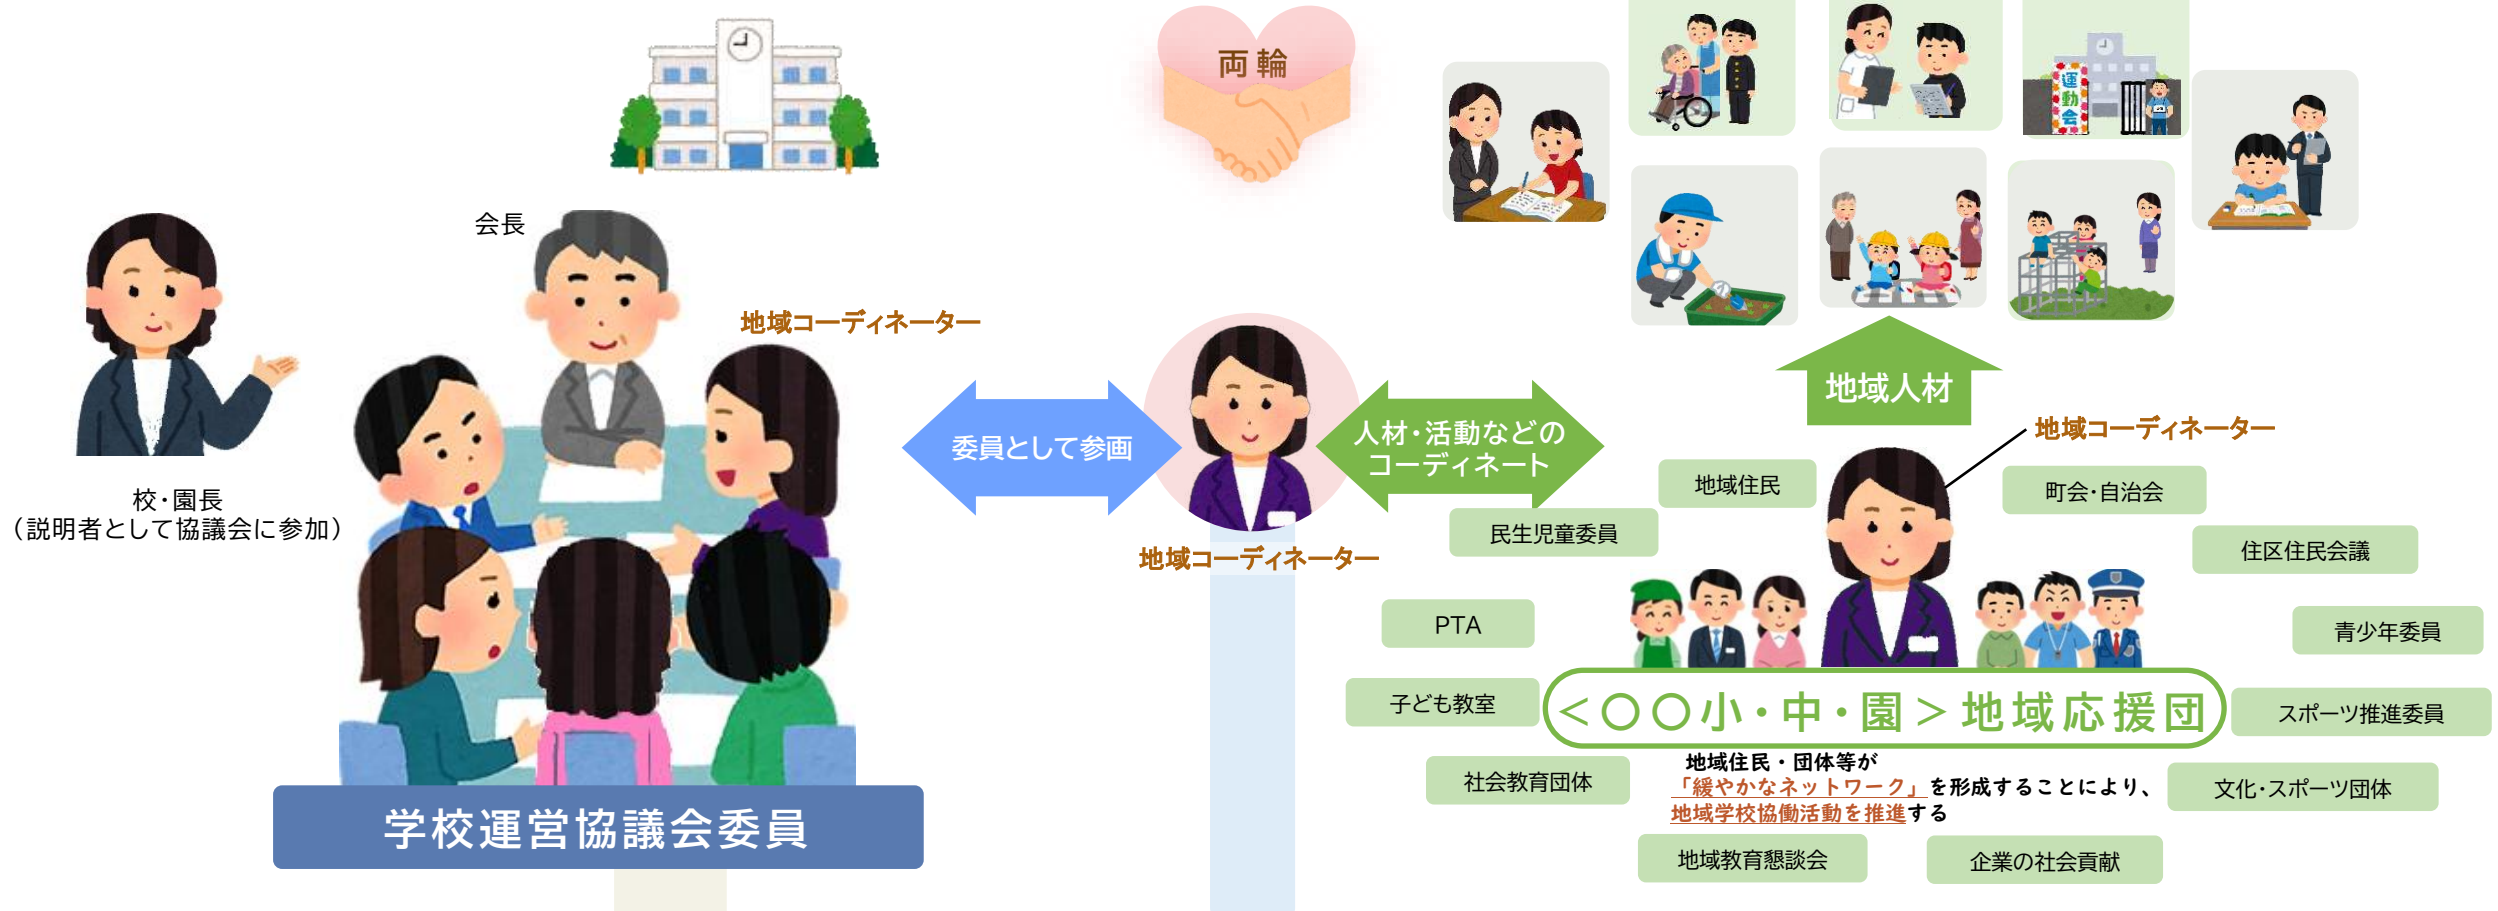 両輪
運動会
会長
地域コーディネーター
校・園長
（説明者として協議会に参加）
委員として参画
人材・活動などの
コーディネート
地域コーディネーター
地域人材
地域コーディネーター
地域住民
町会・自治会
民生児童委員
住区住民会議
PTA
青少年委員
子ども教室
＜〇〇小・中・園＞地域応援団
スポーツ推進委員
地域住民・団体等が
「緩やかなネットワーク」を形成することにより、
地域学校協働活動を推進する
社会教育団体
文化・スポーツ団体
学校運営協議会委員
地域教育懇談会
企業の社会貢献